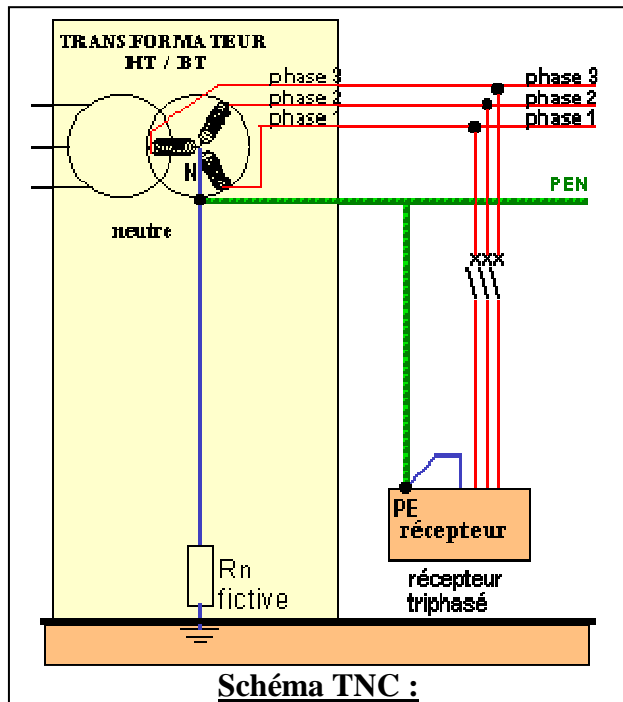 TRANSFORMATEUR
HT / BT
phase 3
phase 2
phase 1
phase 3
phase 2
phase 1
N
PEN
neutre
PE
récepteur
récepteur
triphasé
Rn
fictive
Schéma TNC :